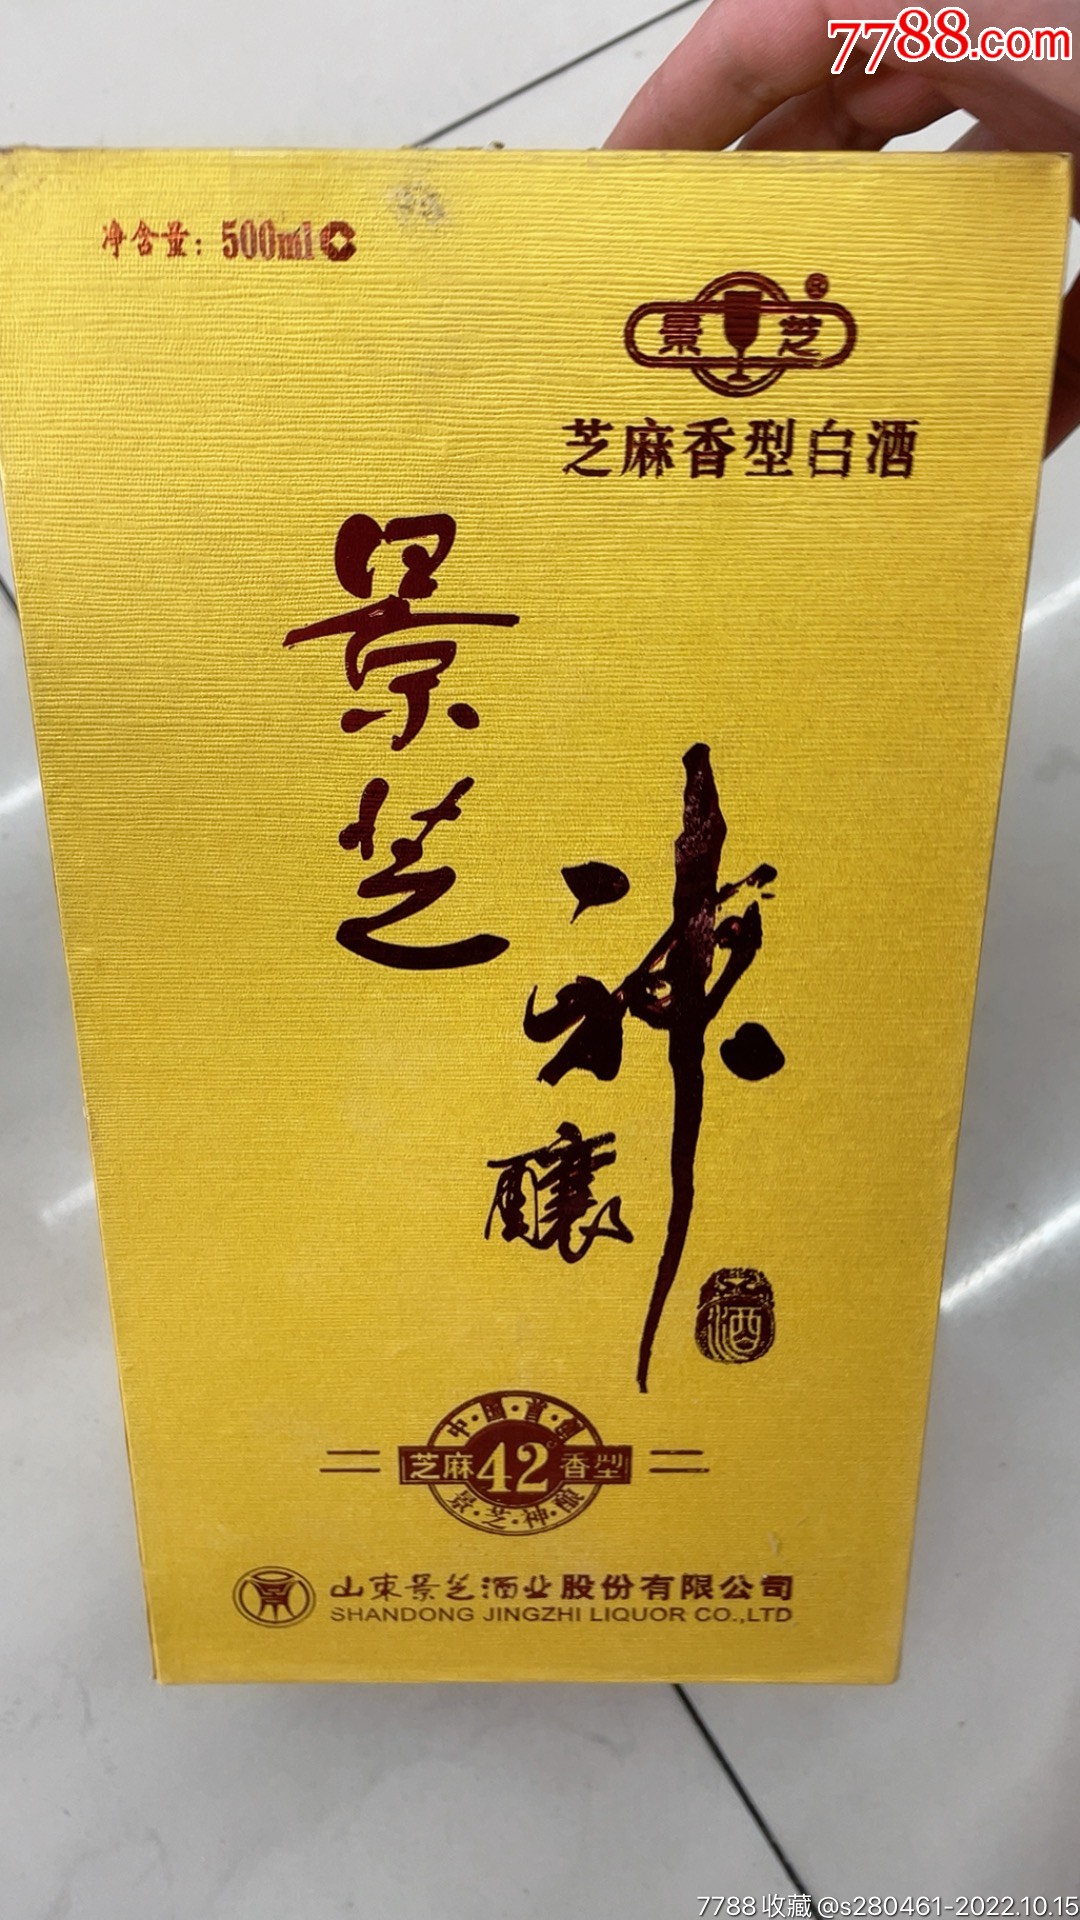 7788.com
净含量：500ml C
景芝 ®
芝麻香型白酒
景芝
神
釀
酒
中·国·首·创
芝麻 42° 香型
景·芝·神·酿
山东景芝酒业股份有限公司
SHANDONG JINGZHI LIQUOR CO.,LTD
7788收藏@s280461-2022.10.15